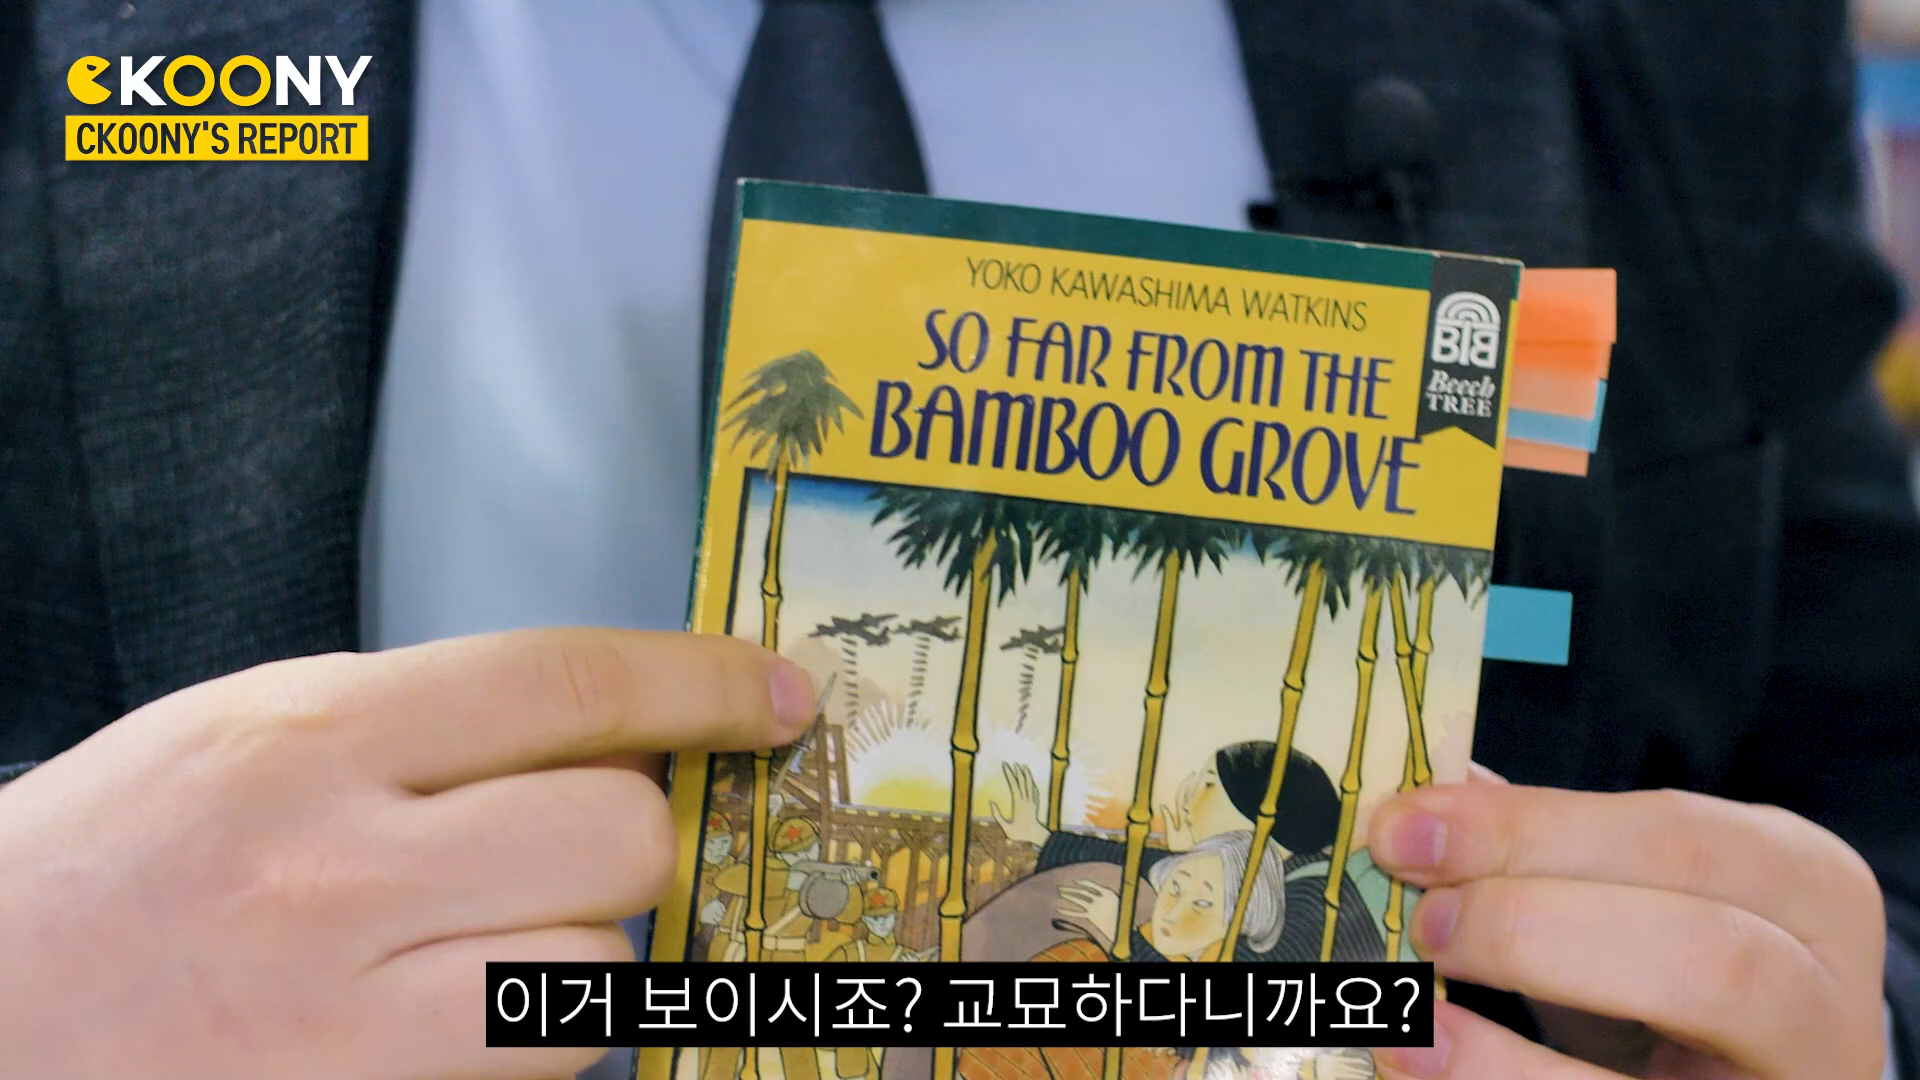 CKOONY
CKOONY'S REPORT
YOKO KAWASHIMA WATKINS
SO FAR FROM THE
BAMBOO GROVE
BTB
Beech
TREE
이거 보이시죠? 교묘하다니까요?